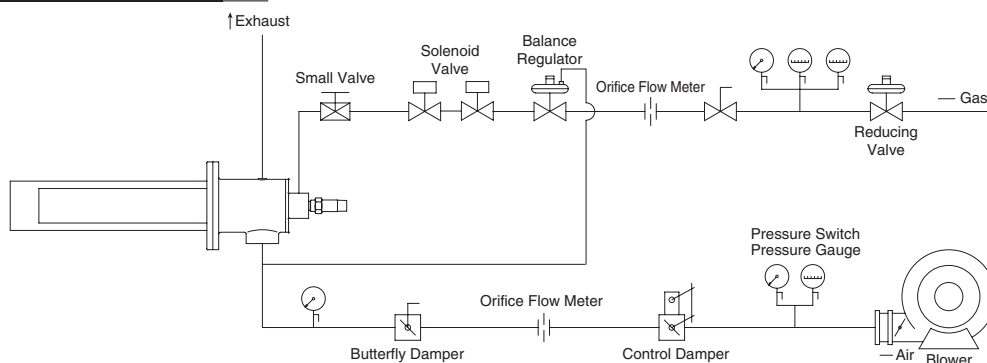 Exhaust
Solenoid
Valve
Balance
Regulator
Small Valve
Orifice Flow Meter
— Gas
Reducing
Valve
Pressure Switch
Pressure Gauge
Orifice Flow Meter
Butterfly Damper
Control Damper
— Air
Blower